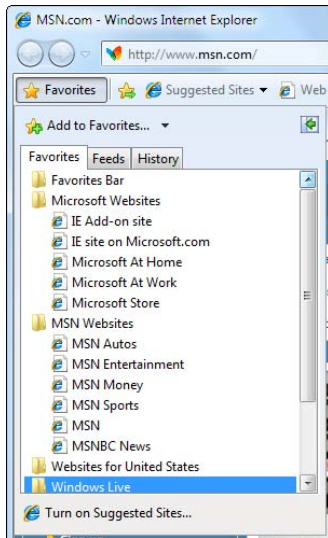 MSN.com - Windows Internet Explorer
http://www.msn.com/
Favorites Suggested Sites Web
Add to Favorites...
Favorites Feeds History
Favorites Bar
Microsoft Websites
IE Add-on site
IE site on Microsoft.com
Microsoft At Home
Microsoft At Work
Microsoft Store
MSN Websites
MSN Autos
MSN Entertainment
MSN Money
MSN Sports
MSN
MSNBC News
Websites for United States
Windows Live
Turn on Suggested Sites...